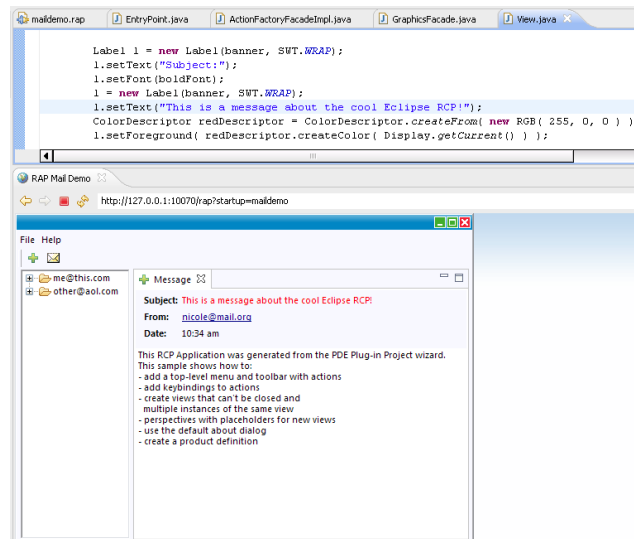 maildemo.rap EntryPoint.java ActionFactoryFacadeImpl.java GraphicsFacade.java View.java
Label l = new Label(banner, SWT.WRAP);
l.setText("Subject:");
l.setFont(boldFont);
l = new Label(banner, SWT.WRAP);
l.setText("This is a message about the cool Eclipse RCP!");
ColorDescriptor redDescriptor = ColorDescriptor.createFrom( new RGB( 255, 0, 0 ) )
l.setForeground( redDescriptor.createColor( Display.getCurrent() ) );
RAP Mail Demo
http://127.0.0.1:10070/rap?startup=maildemo
File Help
me@this.com
other@aol.com
Message
Subject: This is a message about the cool Eclipse RCP!
From: nicole@mail.org
Date: 10:34 am
This RCP Application was generated from the PDE Plug-in Project wizard.
This sample shows how to:
- add a top-level menu and toolbar with actions
- add keybindings to actions
- create views that can't be closed and
multiple instances of the same view
- perspectives with placeholders for new views
- use the default about dialog
- create a product definition